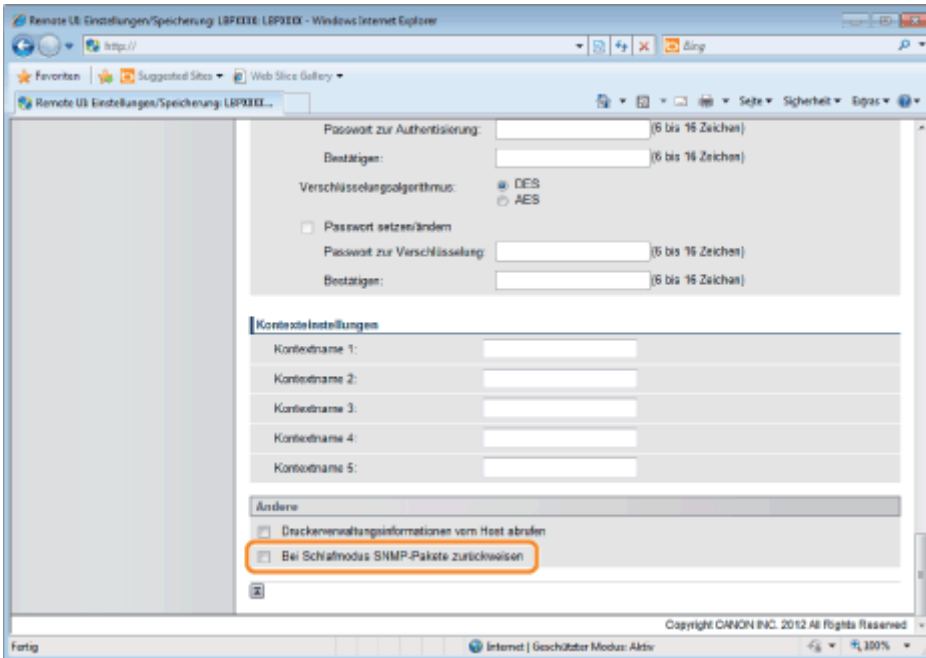 Remote UI: Einstellungen/Speicherung: LBPXXXX: LBPXXXX - Windows Internet Explorer
http://
Bing
Favoriten Suggested Sites Web Slice Gallery
Remote UI: Einstellungen/Speicherung: LBPXXXX...
Seite Sicherheit Extras
Passwort zur Authentisierung: (6 bis 16 Zeichen)
Bestätigen: (6 bis 16 Zeichen)
Verschlüsselungsalgorithmus: DES
AES
Passwort setzen/ändern
Passwort zur Verschlüsselung: (6 bis 16 Zeichen)
Bestätigen: (6 bis 16 Zeichen)
Kontexteinstellungen
Kontextname 1:
Kontextname 2:
Kontextname 3:
Kontextname 4:
Kontextname 5:
Andere
Druckerverwaltungsinformationen vom Host abrufen
Bei Schlafmodus SNMP-Pakete zurückweisen
Copyright CANON INC. 2012 All Rights Reserved
Fertig Internet | Geschützter Modus: Aktiv 100%